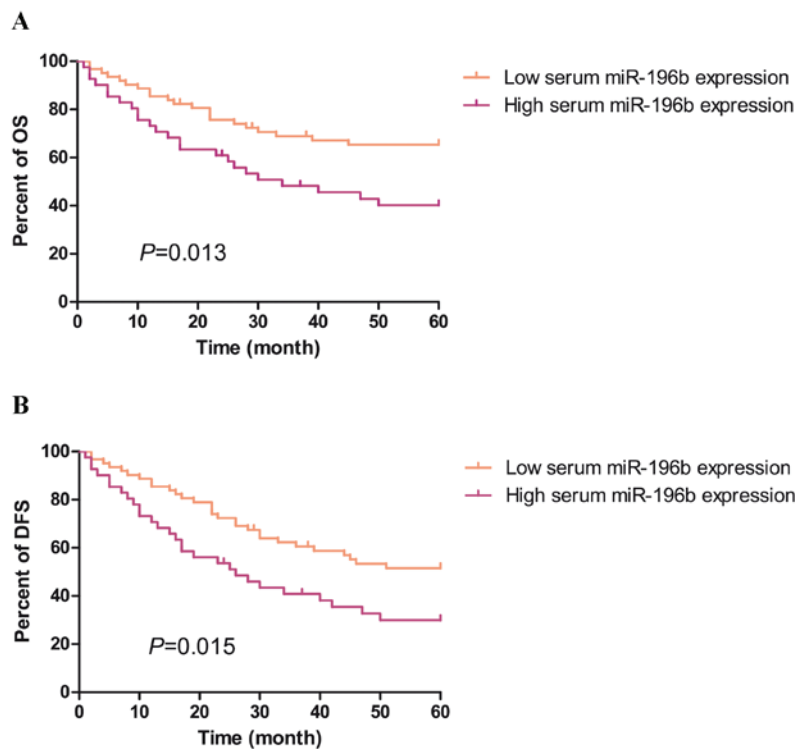 A
100
80
60
40
20
0
Percent of OS
P=0.013
0 10 20 30 40 50 60
Time (month)
Low serum miR-196b expression
High serum miR-196b expression
B
100
80
60
40
20
0
Percent of DFS
P=0.015
0 10 20 30 40 50 60
Time (month)
Low serum miR-196b expression
High serum miR-196b expression